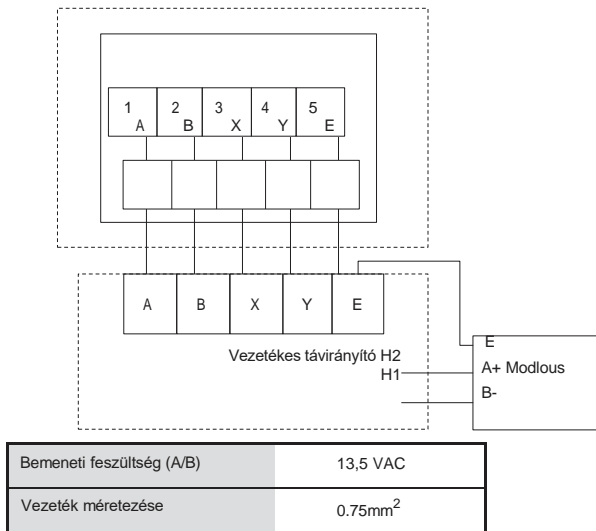 1 2 3 4 5
A B X Y E
A B X Y E
Vezetékes távirányító H2
H1
E
A+ Modlous
B-
Bemeneti feszültség (A/B) 13,5 VAC
Vezeték méretezése 0.75mm²